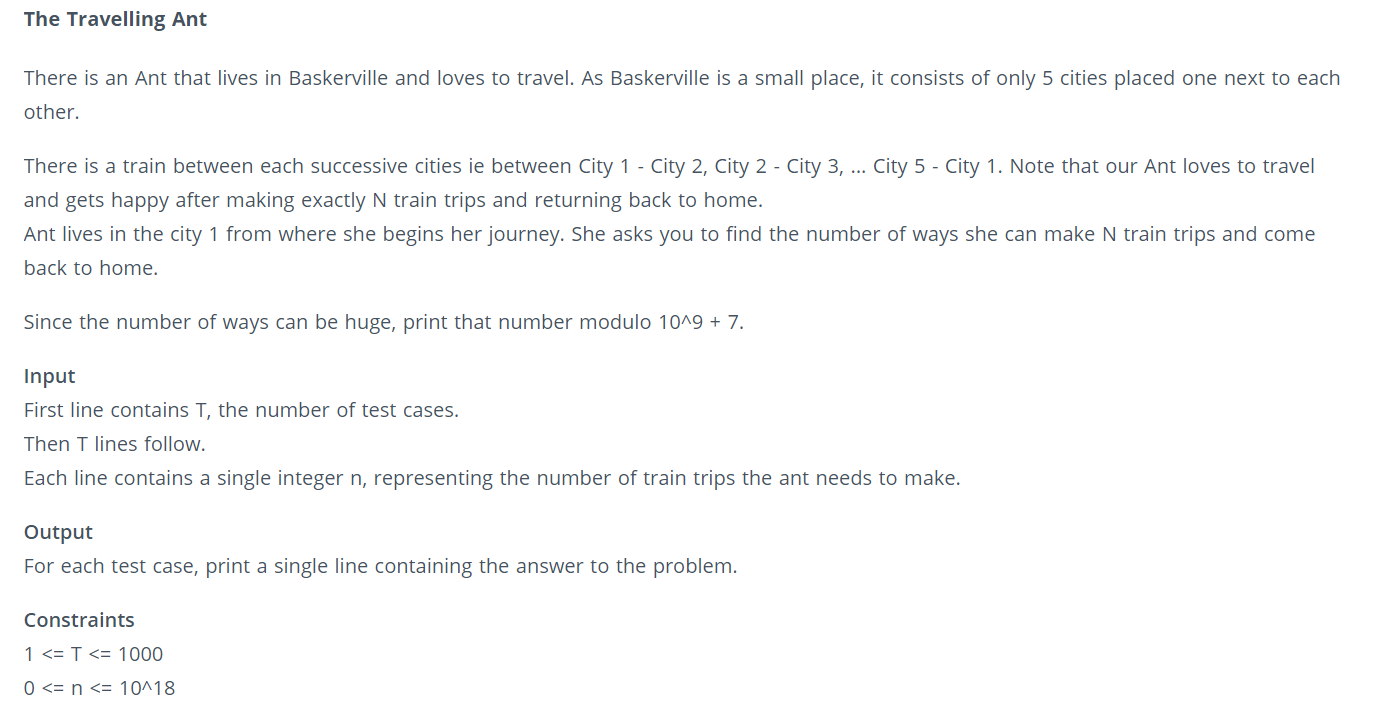 The Travelling Ant
There is an Ant that lives in Baskerville and loves to travel. As Baskerville is a small place, it consists of only 5 cities placed one next to each
other.
There is a train between each successive cities ie between City 1 - City 2, City 2 - City 3, ... City 5 - City 1. Note that our Ant loves to travel
and gets happy after making exactly N train trips and returning back to home.
Ant lives in the city 1 from where she begins her journey. She asks you to find the number of ways she can make N train trips and come
back to home.
Since the number of ways can be huge, print that number modulo 10^9 + 7.
Input
First line contains T, the number of test cases.
Then T lines follow.
Each line contains a single integer n, representing the number of train trips the ant needs to make.
Output
For each test case, print a single line containing the answer to the problem.
Constraints
1 <= T <= 1000
0 <= n <= 10^18